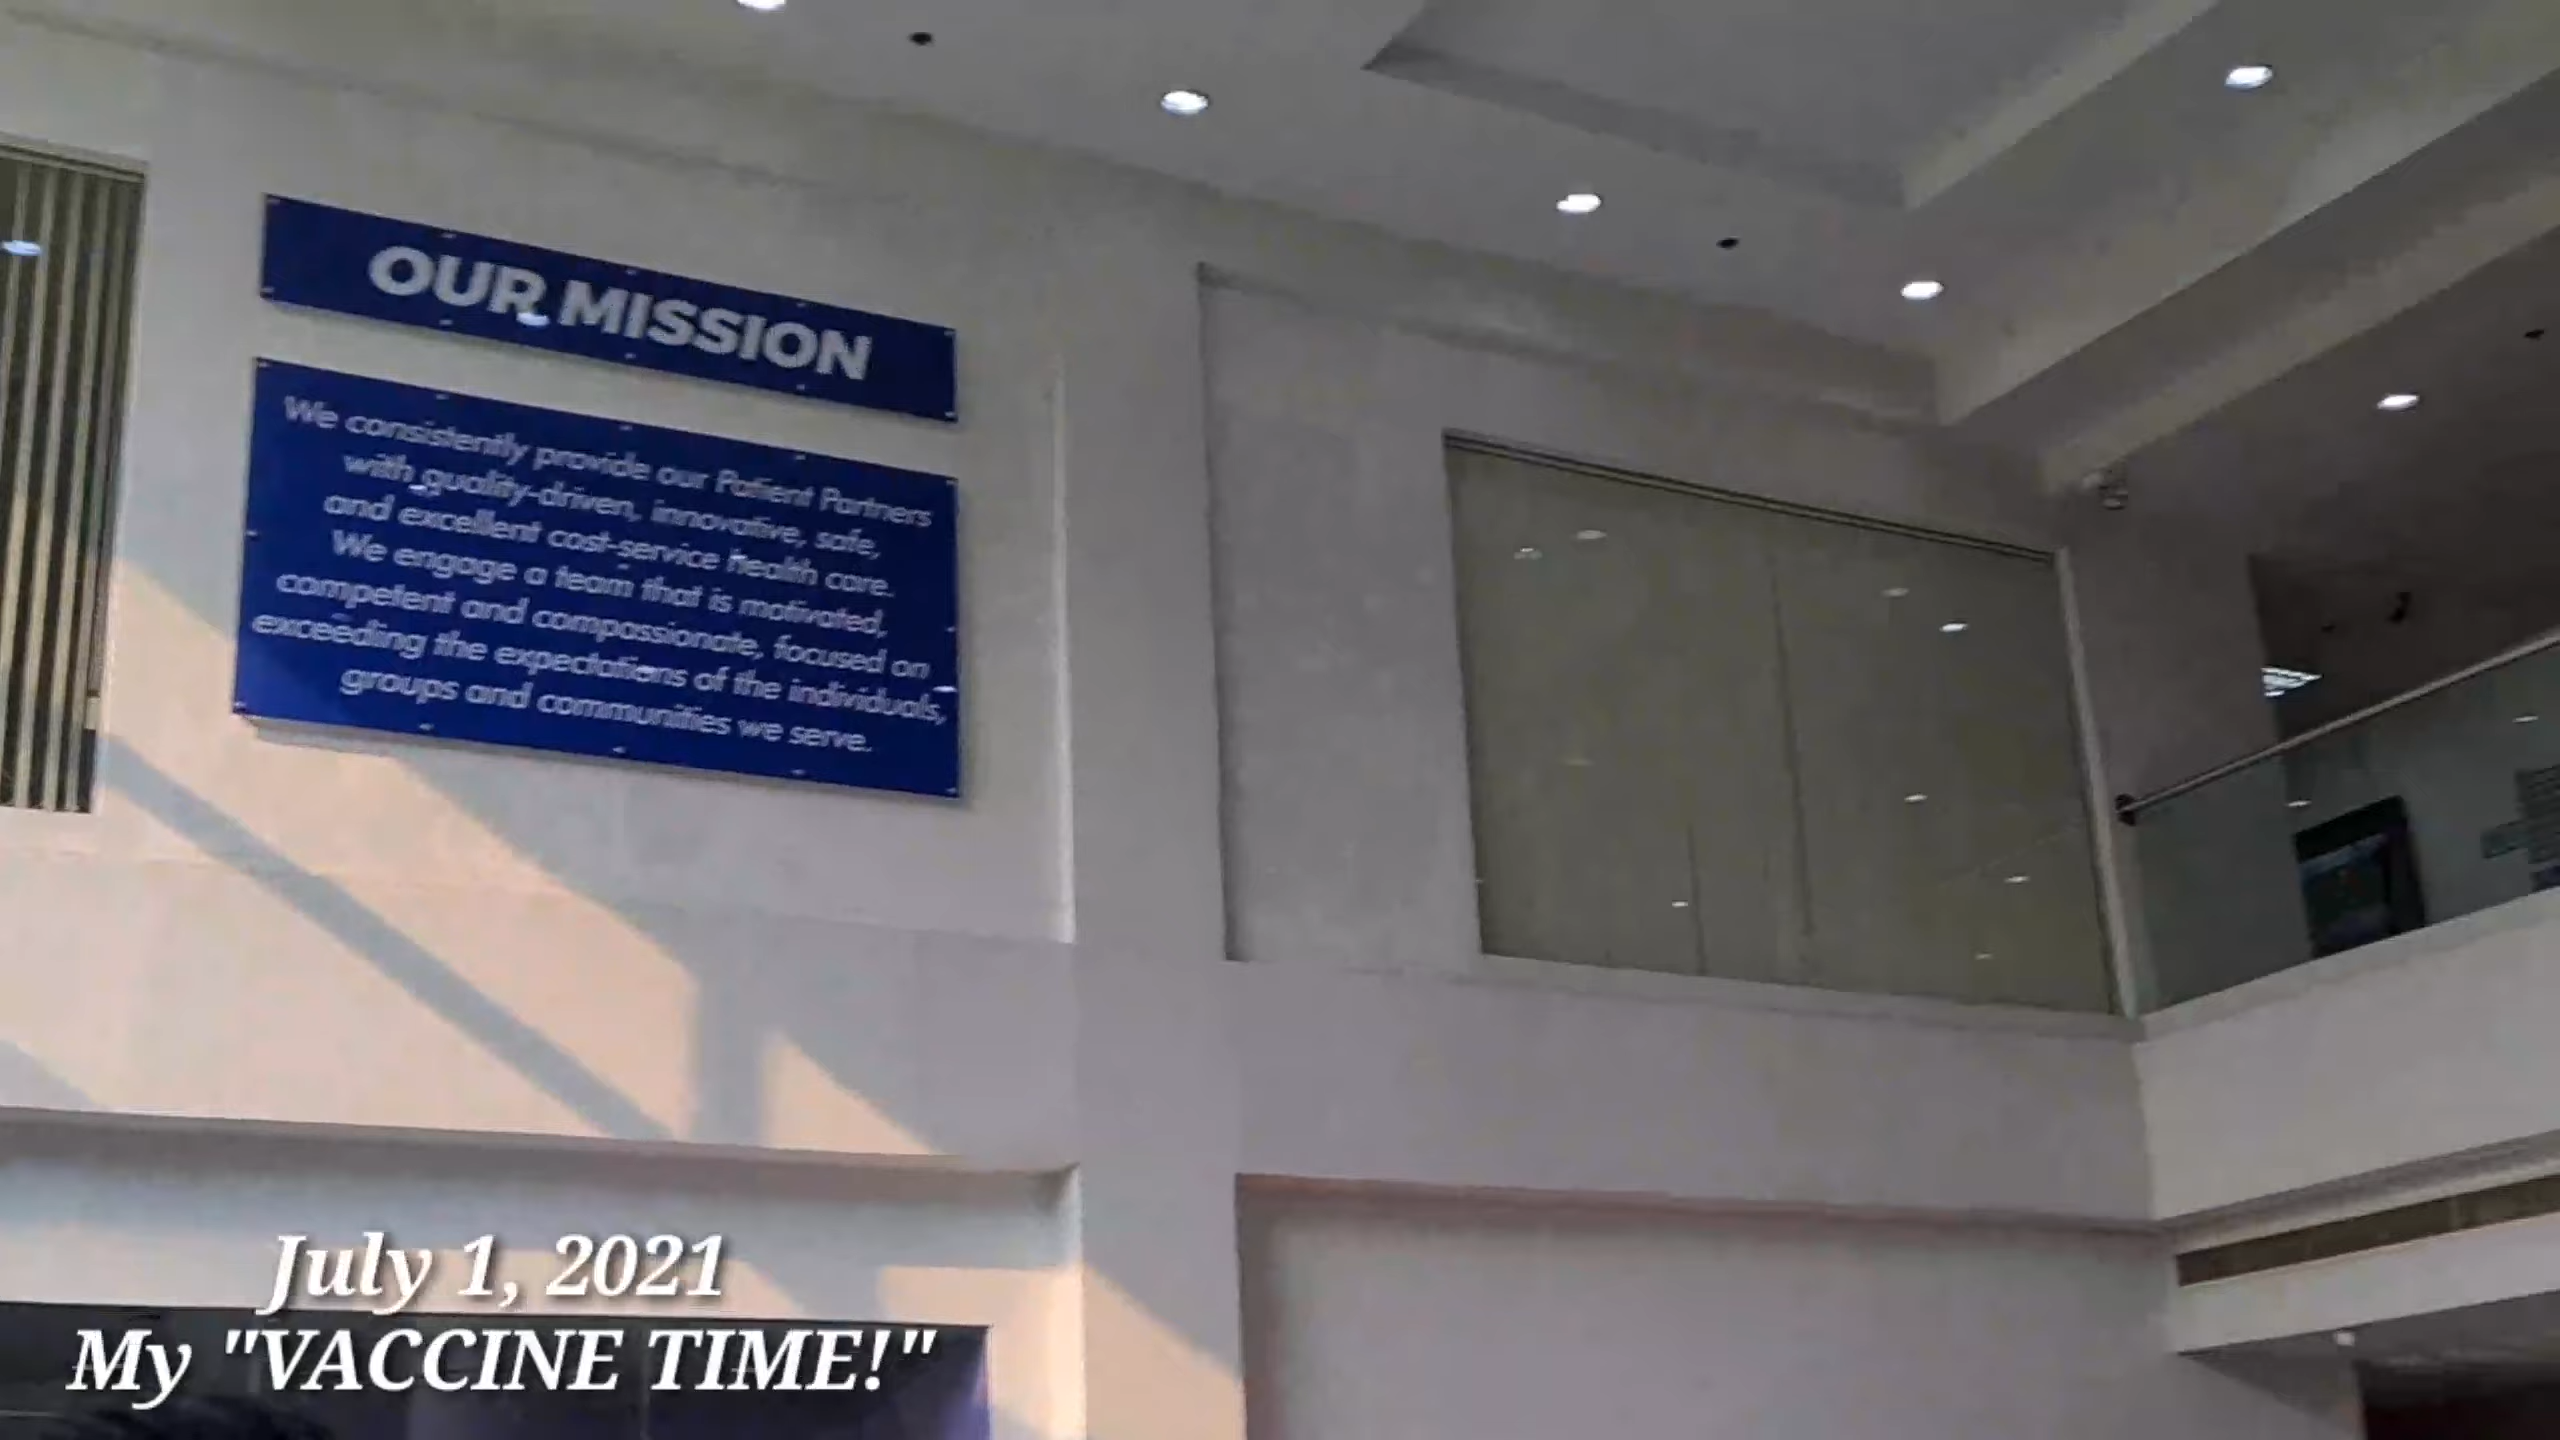 OUR MISSION
We consistently provide our Patient Partners
with quality-driven, innovative, safe,
and excellent cost-service health care.
We engage a team that is motivated,
competent and compassionate, focused on
exceeding the expectations of the individuals,
groups and communities we serve.
July 1, 2021
My "VACCINE TIME!"